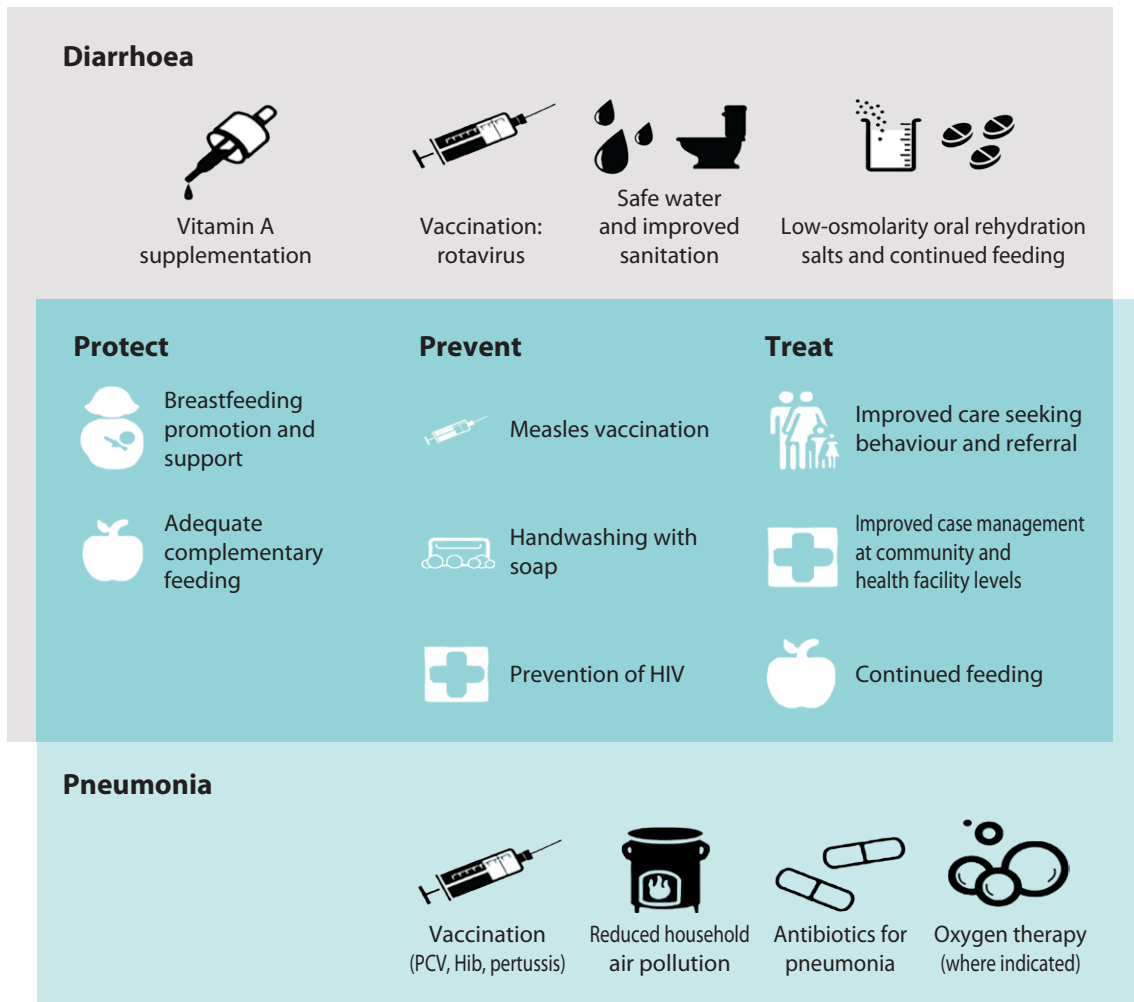 Diarrhoea
Vitamin A
supplementation
Vaccination:
rotavirus
Safe water
and improved
sanitation
Low-osmolarity oral rehydration
salts and continued feeding
Protect
Breastfeeding
promotion and
support
Adequate
complementary
feeding
Prevent
Measles vaccination
Handwashing with
soap
Prevention of HIV
Treat
Improved care seeking
behaviour and referral
Improved case management
at community and
health facility levels
Continued feeding
Pneumonia
Vaccination
(PCV, Hib, pertussis)
Reduced household
air pollution
Antibiotics for
pneumonia
Oxygen therapy
(where indicated)